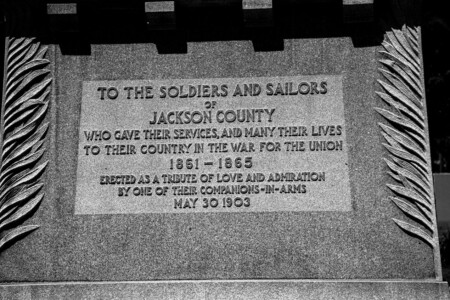 TO THE SOLDIERS AND SAILORS
OF
JACKSON COUNTY
WHO GAVE THEIR SERVICES, AND MANY THEIR LIVES
TO THEIR COUNTRY IN THE WAR FOR THE UNION
1861 - 1865
ERECTED AS A TRIBUTE OF LOVE AND ADMIRATION
BY ONE OF THEIR COMPANIONS-IN-ARMS
MAY 30 1903